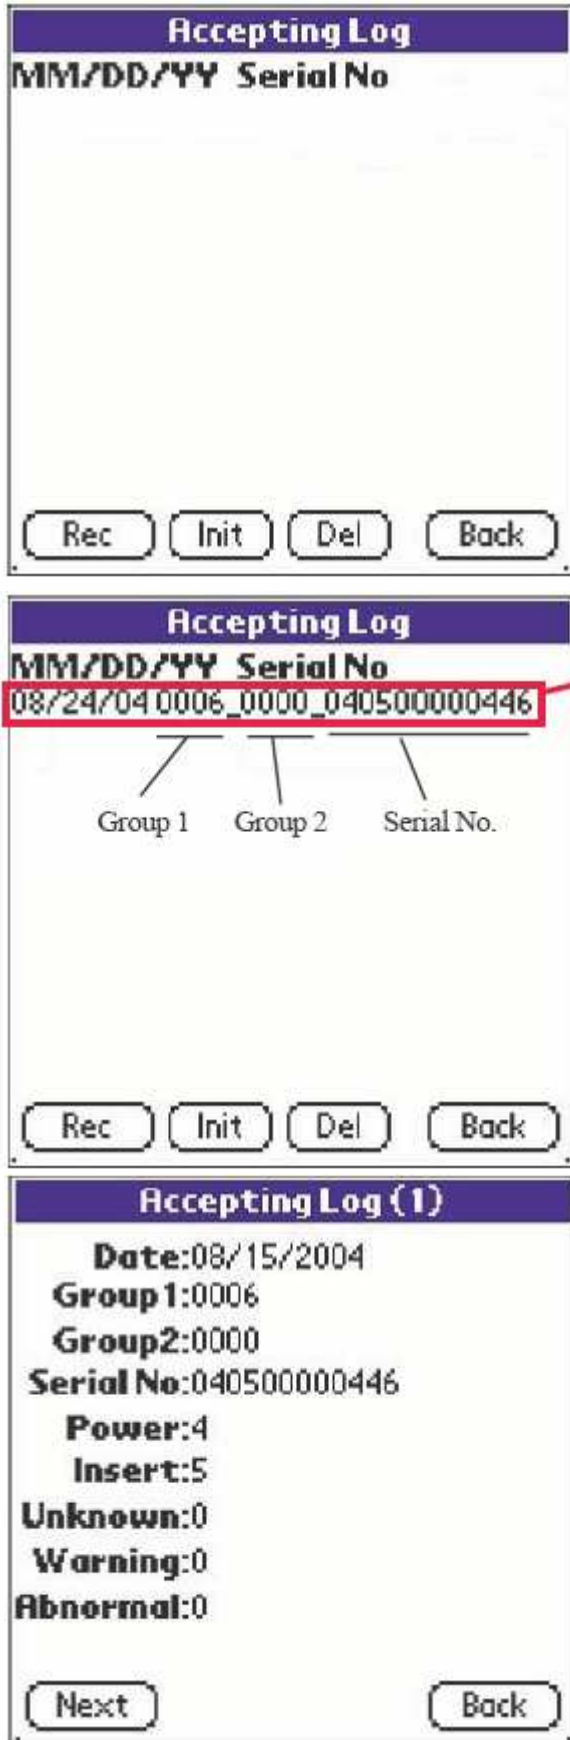 Accepting Log
MM/DD/YY Serial No
Rec Init Del Back
Accepting Log
MM/DD/YY Serial No
08/24/04 0006_0000_040500000446
Group 1 Group 2 Serial No.
Rec Init Del Back
Accepting Log (1)
Date:08/15/2004
Group1:0006
Group2:0000
Serial No:040500000446
Power:4
Insert:5
Unknown:0
Warning:0
Abnormal:0
Next Back